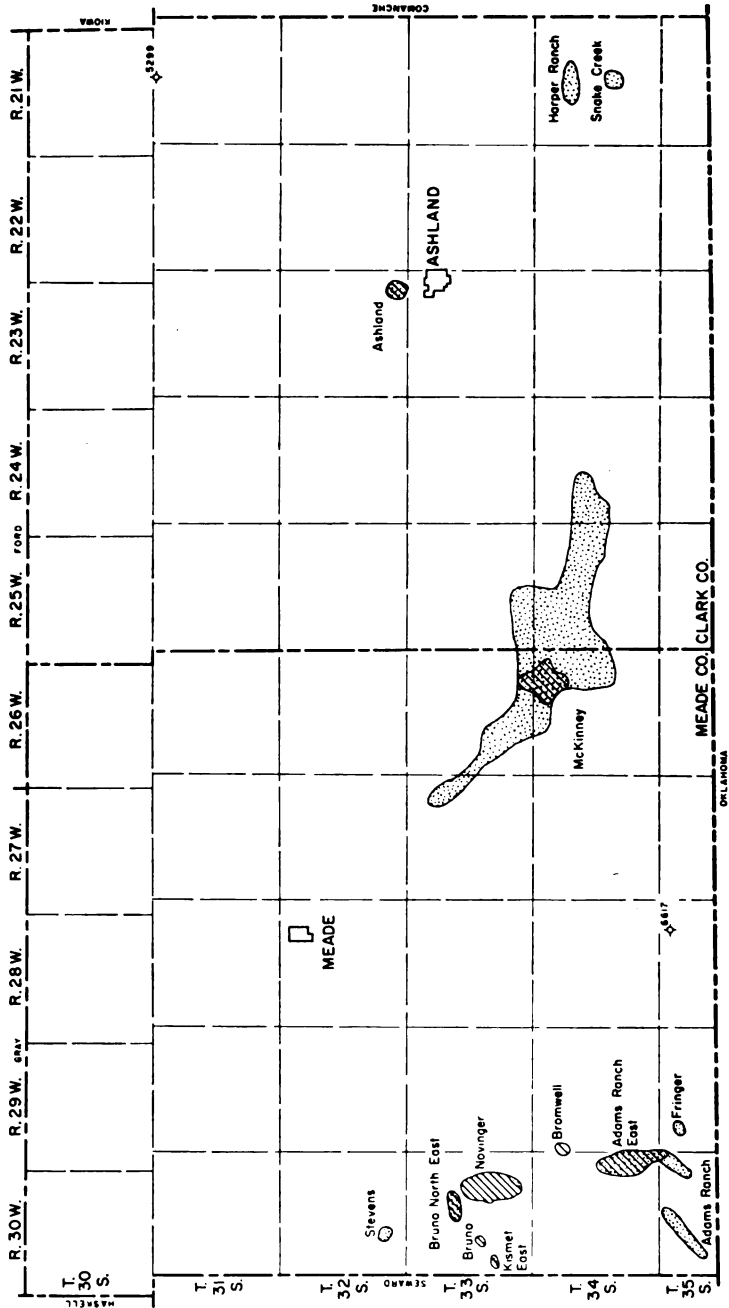 KIOWA
COMANCHE
R. 21 W.
R. 22 W.
R. 23 W.
R. 24 W.
FORD
R. 25 W.
R. 26 W.
R. 27 W.
R. 28 W.
GRAY
R. 29 W.
R. 30 W.
HASKELL
T.
30
S.
T.
31
S.
T.
32
S.
SEWARD
T.
33
S.
T.
34
S.
T.
35
S.
5299
Harper Ranch
Snake Creek
ASHLAND
Ashland
McKinney
MEADE CO. CLARK CO.
OKLAHOMA
MEADE
6617
Stevens
Bruno North East
Novinger
Bruno
Kismet
East
Bromwell
Adams Ranch
East
Fringer
Adams Ranch